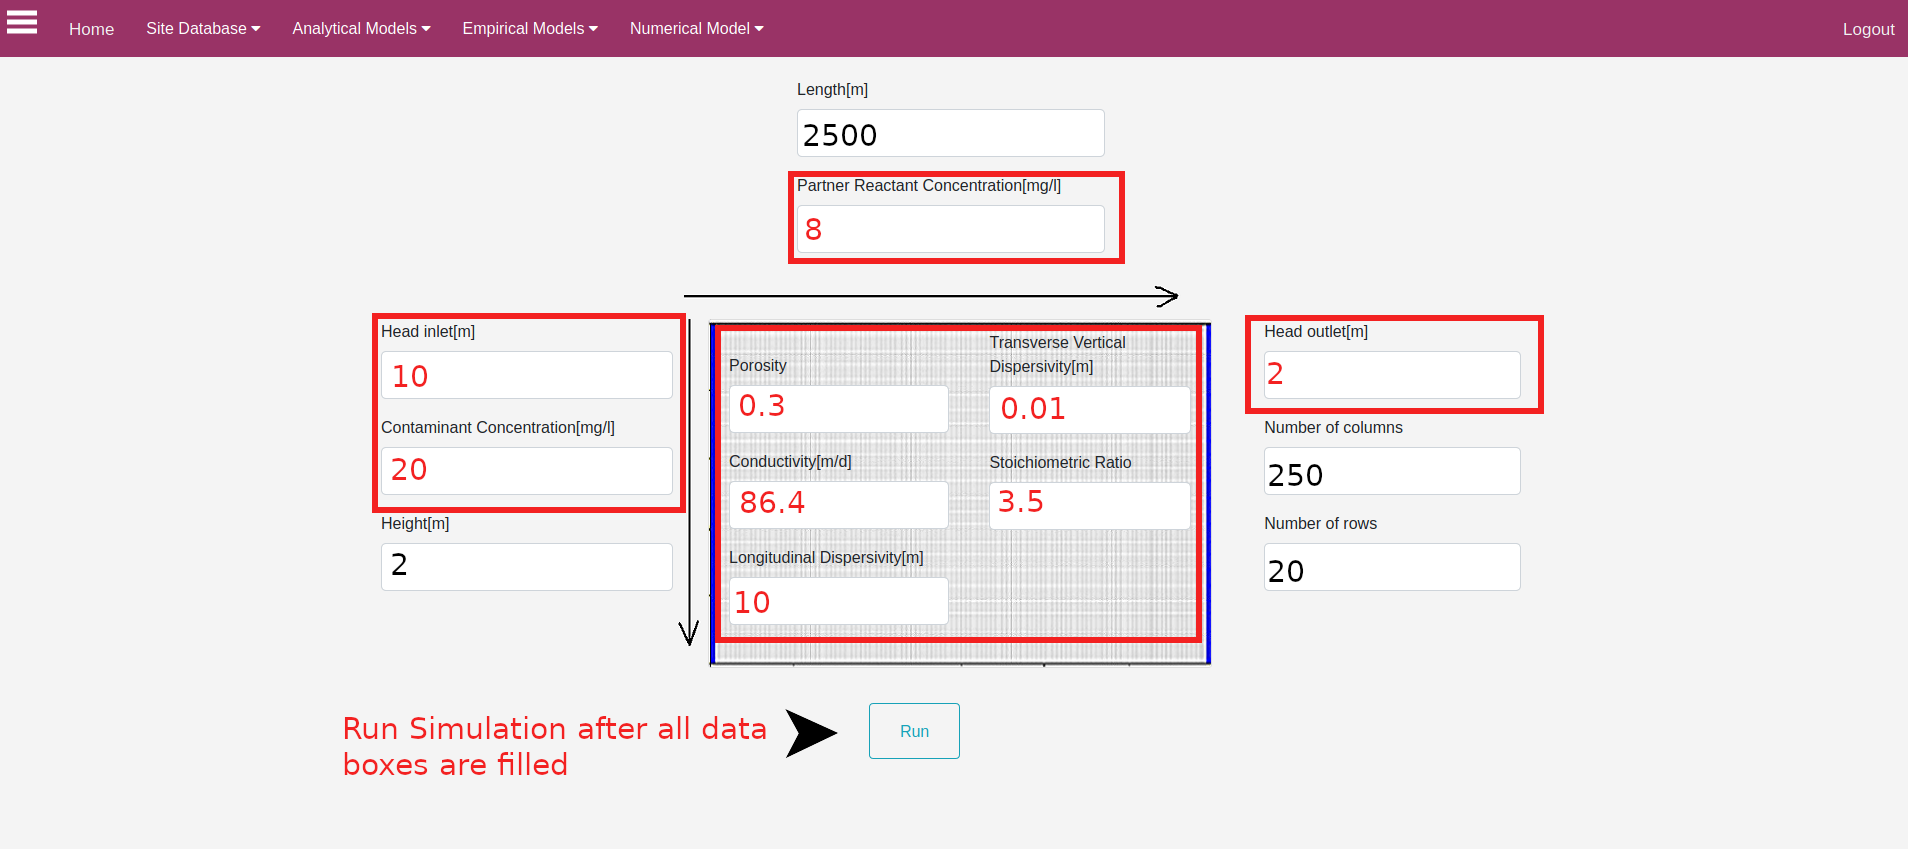 Home Site Database Analytical Models Empirical Models Numerical Model Logout
Length[m]
2500
Partner Reactant Concentration[mg/l]
8
Head inlet[m]
10
Contaminant Concentration[mg/l]
20
Height[m]
2
Porosity
0.3
Conductivity[m/d]
86.4
Longitudinal Dispersivity[m]
10
Transverse Vertical
Dispersivity[m]
0.01
Stoichiometric Ratio
3.5
Head outlet[m]
2
Number of columns
250
Number of rows
20
Run Simulation after all data
boxes are filled
Run